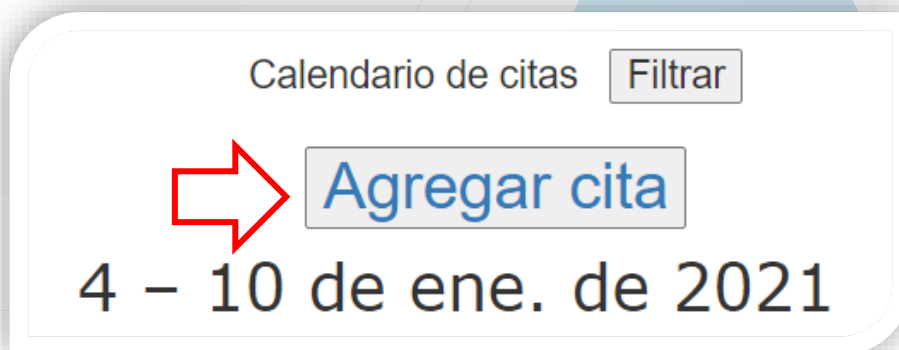 Calendario de citas Filtrar
Agregar cita
4 – 10 de ene. de 2021